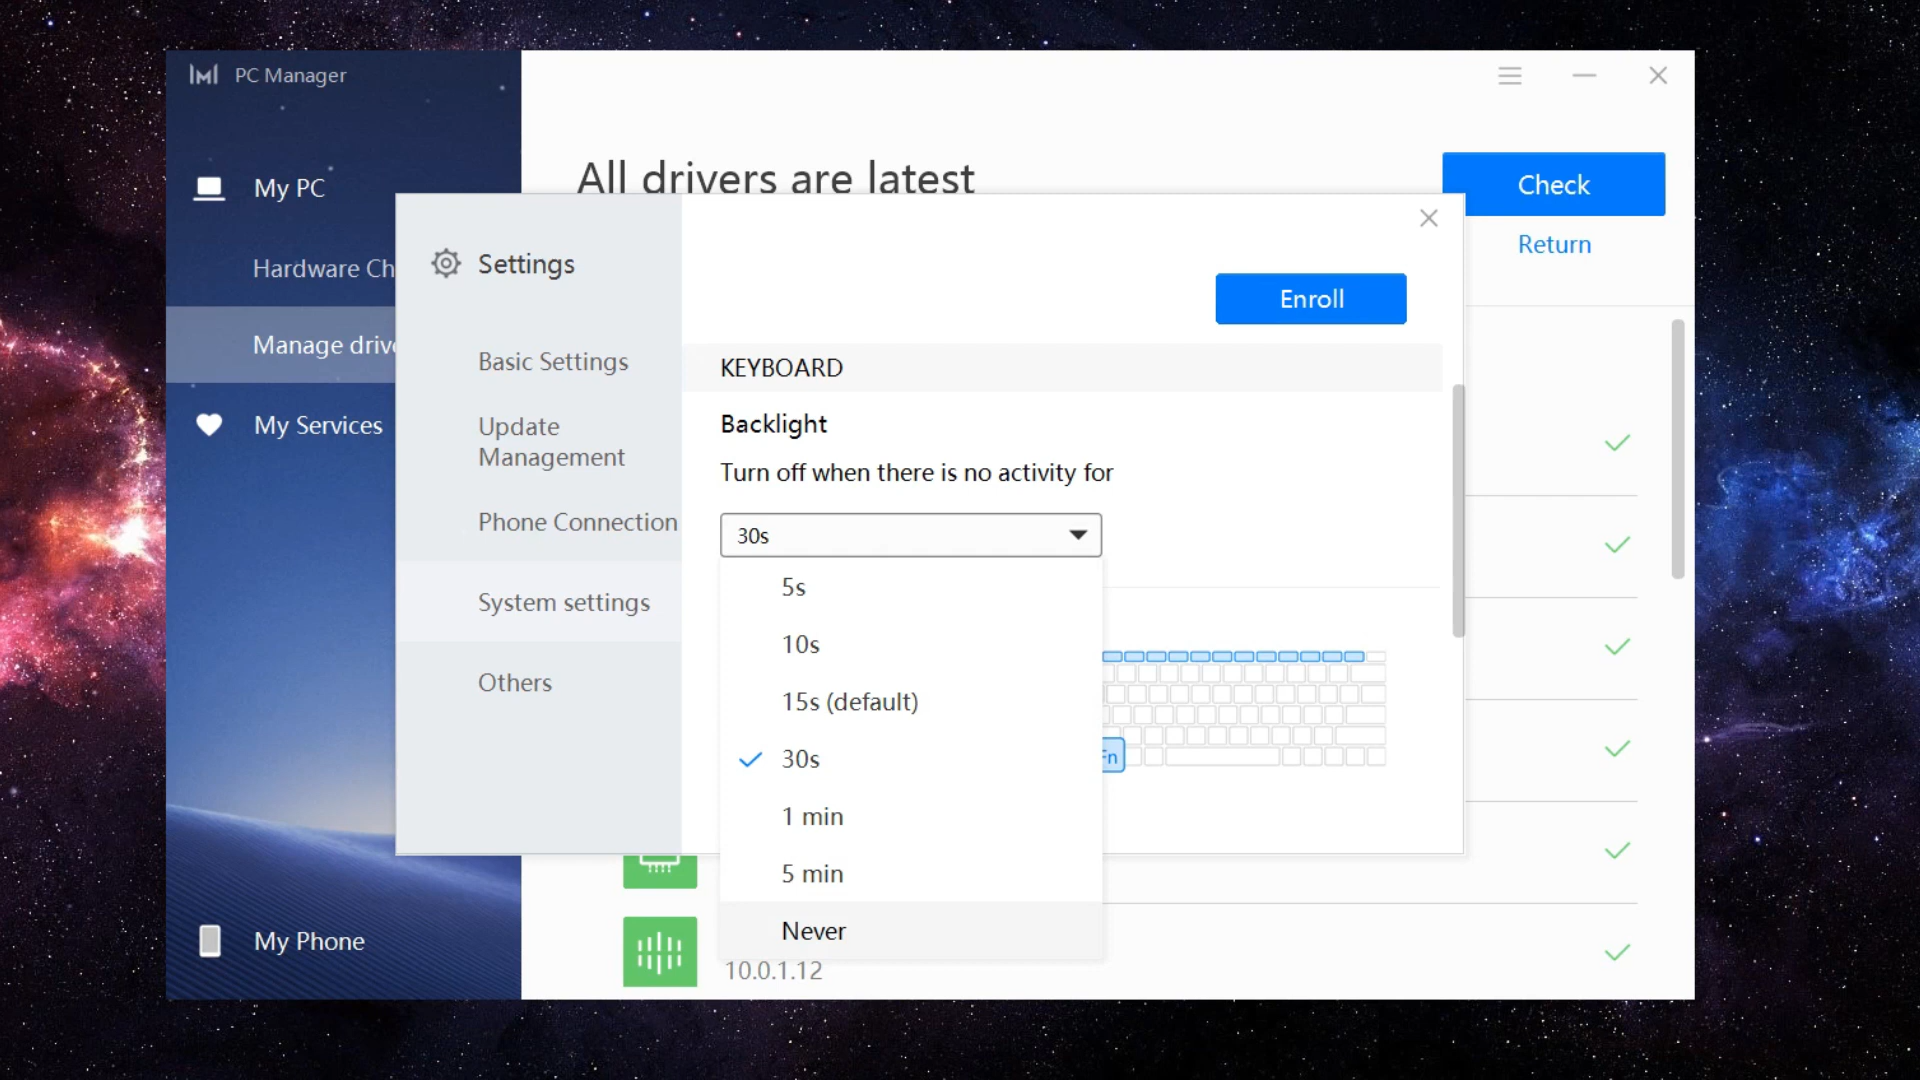 PC Manager
My PC
Hardware Ch
Manage drive
My Services
My Phone
All drivers are latest
Check
Return
Settings
Basic Settings
Update
Management
Phone Connection
System settings
Others
Enroll
KEYBOARD
Backlight
Turn off when there is no activity for
30s
5s
10s
15s (default)
30s
1 min
5 min
Never
Fn
10.0.1.12